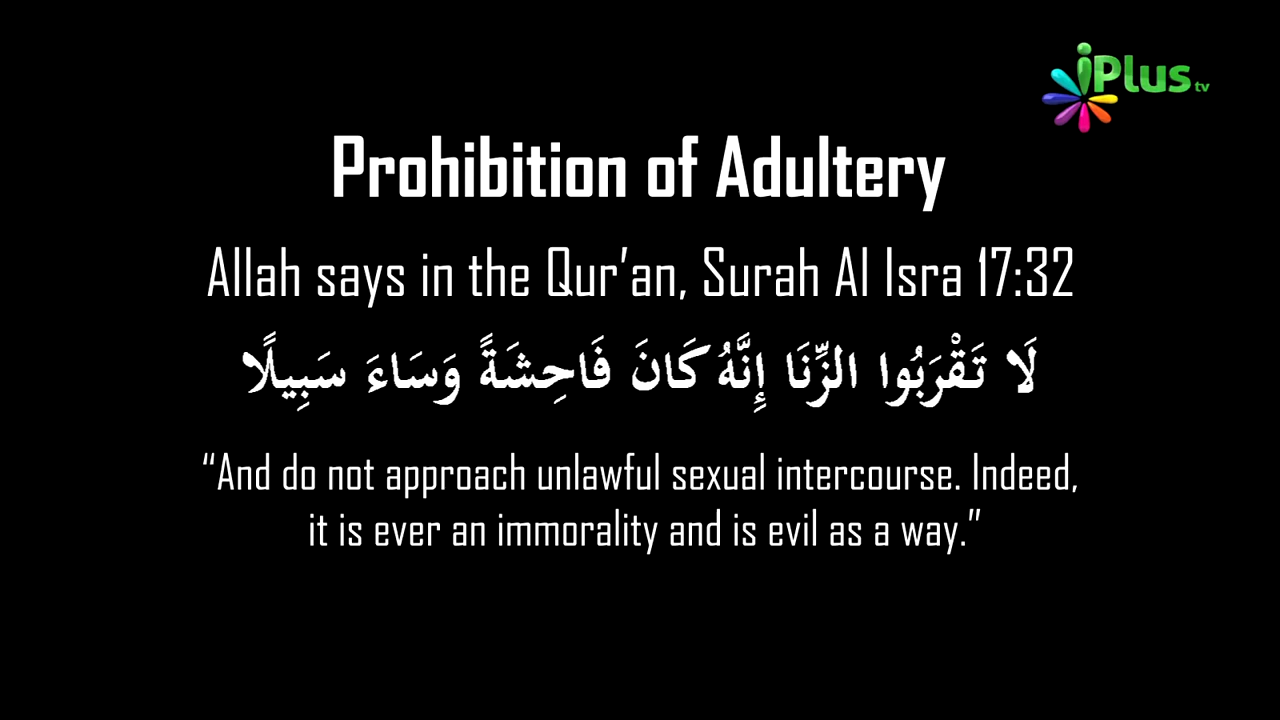 iPlus tv
Prohibition of Adultery
Allah says in the Qur’an, Surah Al Isra 17:32
لَا تَقْرَبُوا الزِّنَا إِنَّهُ كَانَ فَاحِشَةً وَسَاءَ سَبِيلًا
“And do not approach unlawful sexual intercourse. Indeed,
it is ever an immorality and is evil as a way.”